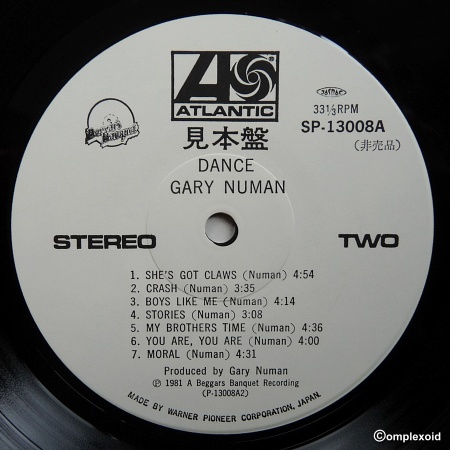 ATLANTIC
Beggars Banquet
JASRAC
33⅓RPM
見本盤
SP-13008A
(非売品)
DANCE
GARY NUMAN
STEREO
TWO
1. SHE'S GOT CLAWS (Numan) 4:54
2. CRASH (Numan) 3:35
3. BOYS LIKE ME (Numan) 4:14
4. STORIES (Numan) 3:08
5. MY BROTHERS TIME (Numan) 4:36
6. YOU ARE, YOU ARE (Numan) 4:00
7. MORAL (Numan) 4:31
Produced by Gary Numan
Ⓟ 1981 A Beggars Banquet Recording
(P-13008A2)
MADE BY WARNER PIONEER CORPORATION, JAPAN.
©omplexoid